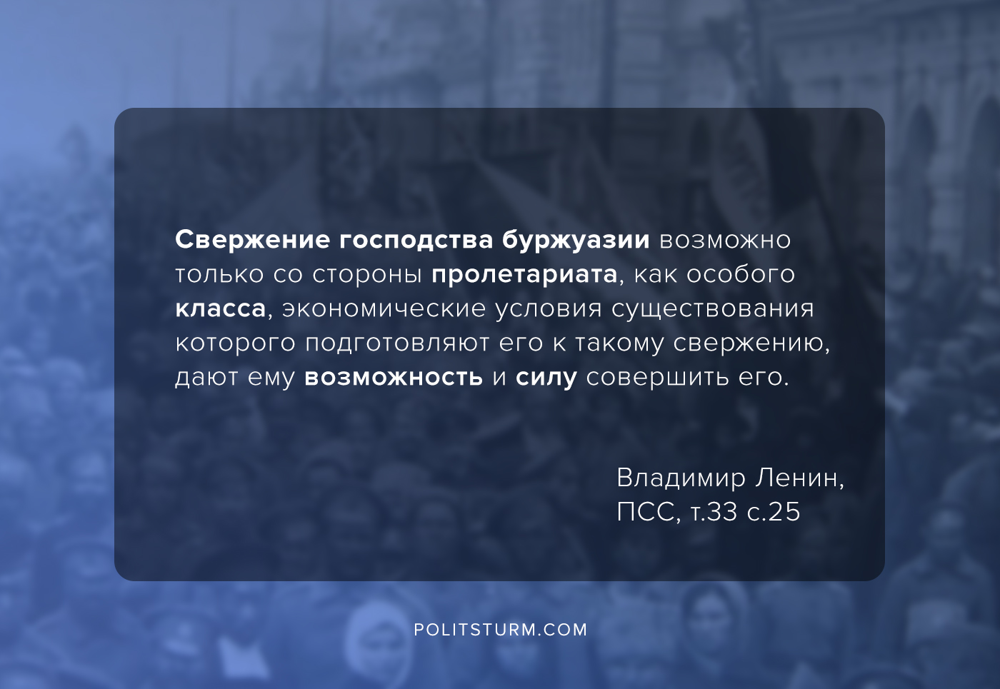 Свержение господства буржуазии возможно
только со стороны пролетариата, как особого
класса, экономические условия существования
которого подготовляют его к такому свержению,
дают ему возможность и силу совершить его.
Владимир Ленин,
ПСС, т.33 с.25
POLITSTURM.COM